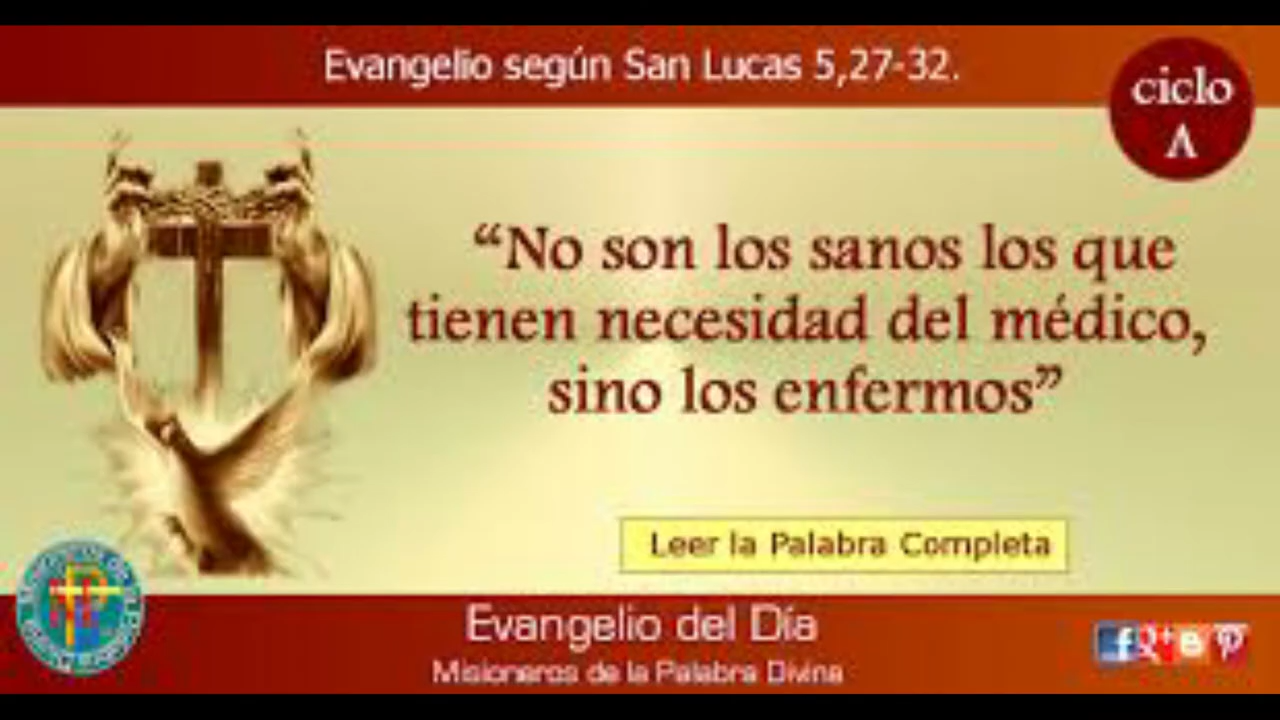 Evangelio según San Lucas 5,27-32.
ciclo
A
“No son los sanos los que
tienen necesidad del médico,
sino los enfermos”
Leer la Palabra Completa
Evangelio del Día
Misioneros de la Palabra Divina